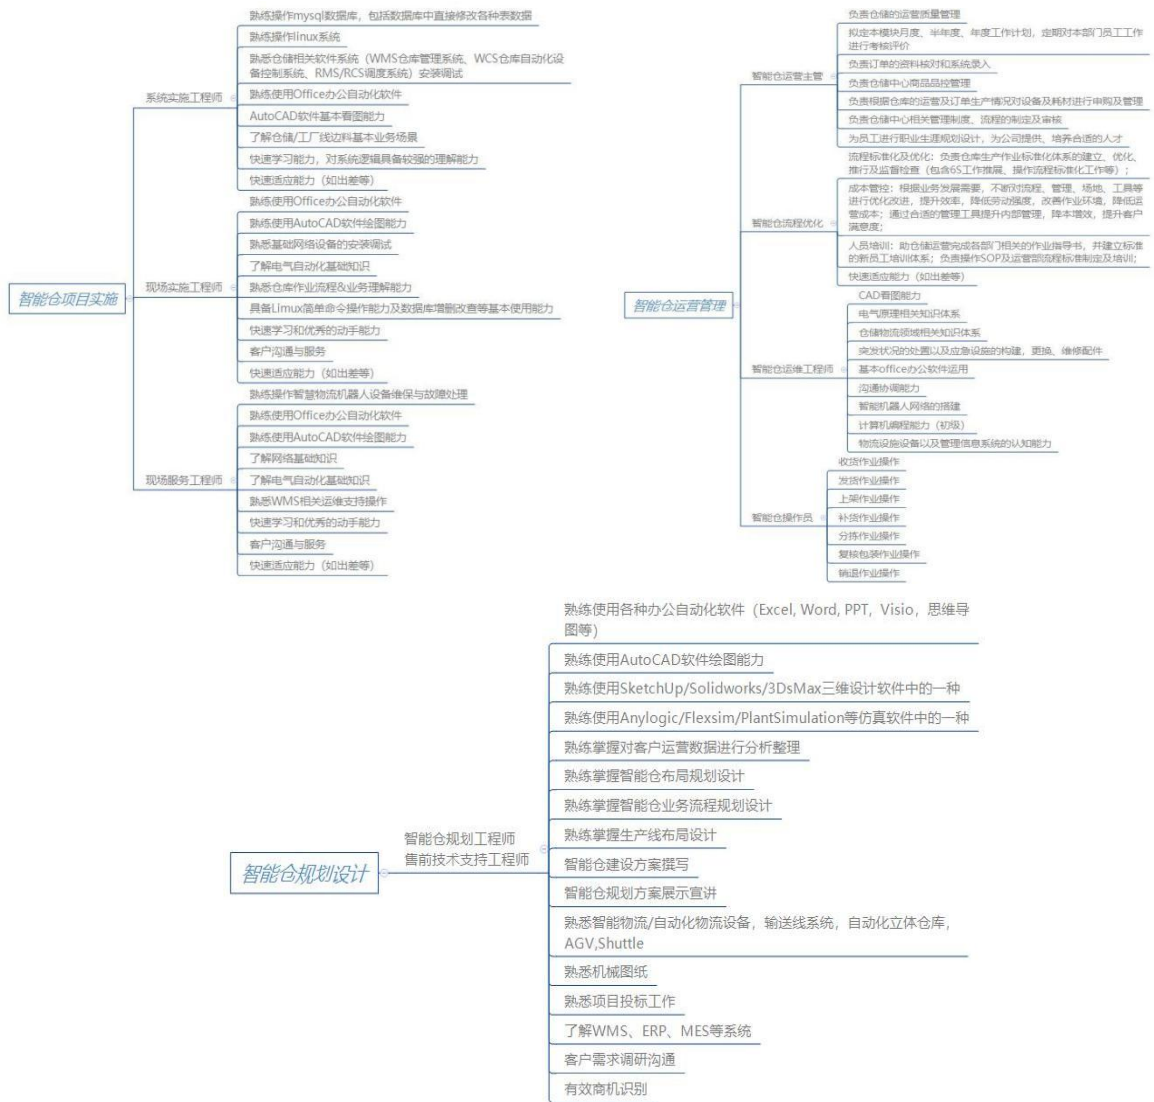 智能仓项目实施
系统实施工程师
熟练操作mysql数据库，包括数据库中直接修改各种表数据
熟练操作linux系统
熟悉仓储相关软件系统（WMS仓库管理系统、WCS仓库自动化设
备控制系统、RMS/RCS调度系统）安装调试
熟练使用Office办公自动化软件
AutoCAD软件基本看图能力
了解仓储/工厂线边料基本业务场景
快速学习能力，对系统逻辑具备较强的理解能力
快速适应能力（如出差等）
现场实施工程师
熟练使用Office办公自动化软件
熟练使用AutoCAD软件绘图能力
熟悉基础网络设备的安装调试
了解电气自动化基础知识
熟悉仓库作业流程&业务理解能力
具备Limux简单命令操作能力及数据库增删改查等基本使用能力
快速学习和优秀的动手能力
客户沟通与服务
快速适应能力（如出差等）
现场服务工程师
熟练操作智慧物流机器人设备维保与故障处理
熟练使用Office办公自动化软件
熟练使用AutoCAD软件绘图能力
了解网络基础知识
了解电气自动化基础知识
熟悉WMS相关运维支持操作
快速学习和优秀的动手能力
客户沟通与服务
快速适应能力（如出差等）
智能仓运营管理
智能仓运营主管
负责仓储的运营质量管理
拟定本模块月度、半年度、年度工作计划，定期对本部门员工工作
进行考核评价
负责订单的资料核对和系统录入
负责仓储中心商品品控管理
负责根据仓库的运营及订单生产情况对设备及耗材进行申购及管理
负责仓储中心相关管理制度、流程的制定及审核
为员工进行职业生涯规划设计，为公司提供、培养合适的人才
智能仓流程优化
流程标准化及优化：负责仓库生产作业标准化体系的建立、优化、
推行及监督检查（包含6S工作推展、操作流程标准化工作等）；
成本管控：根据业务发展需要，不断对流程、管理、场地、工具等
进行优化改进，提升效率，降低劳动强度，改善作业环境，降低运
营成本；通过合适的管理工具提升内部管理，降本增效，提升客户
满意度；
人员培训：助仓储运营完成各部门相关的作业指导书，并建立标准
的新员工培训体系；负责操作SOP及运营部流程标准制定及培训；
快速适应能力（如出差等）
智能仓运维工程师
CAD看图能力
电气原理相关知识体系
仓储物流领域相关知识体系
突发状况的处置以及应急设施的构建，更换、维修配件
基本office办公软件运用
沟通协调能力
智能机器人网络的搭建
计算机编程能力（初级）
物流设施设备以及管理信息系统的认知能力
智能仓操作员
收货作业操作
发货作业操作
上架作业操作
补货作业操作
分拣作业操作
复核包装作业操作
销退作业操作
智能仓规划设计
智能仓规划工程师
售前技术支持工程师
熟练使用各种办公自动化软件（Excel, Word, PPT, Visio，思维导
图等）
熟练使用AutoCAD软件绘图能力
熟练使用SketchUp/Solidworks/3DsMax三维设计软件中的一种
熟练使用Anylogic/Flexsim/PlantSimulation等仿真软件中的一种
熟练掌握对客户运营数据进行分析整理
熟练掌握智能仓布局规划设计
熟练掌握智能仓业务流程规划设计
熟练掌握生产线布局设计
智能仓建设方案撰写
智能仓规划方案展示宣讲
熟悉智能物流/自动化物流设备，输送线系统，自动化立体仓库，
AGV,Shuttle
熟悉机械图纸
熟悉项目投标工作
了解WMS、ERP、MES等系统
客户需求调研沟通
有效商机识别